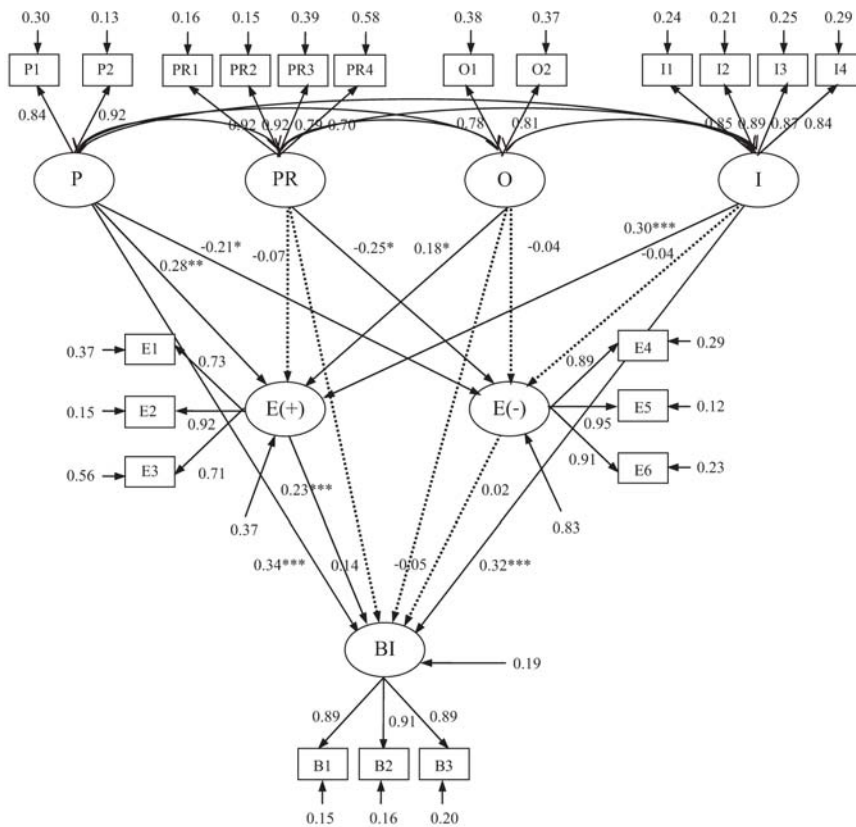 0.30 0.13 0.16 0.15 0.39 0.58 0.38 0.37 0.24 0.21 0.25 0.29
P1 P2 PR1 PR2 PR3 PR4 O1 O2 I1 I2 I3 I4
0.84 0.92 0.92 0.92 0.79 0.70 0.78 0.81 0.85 0.89 0.87 0.84
P PR O I
-0.21* -0.07 -0.25* 0.18* -0.04 0.30***
0.28** -0.04
0.37 E1 0.73 0.89 E4 0.29
0.15 E2 0.92 E(+) E(-) 0.95 E5 0.12
0.56 E3 0.71 0.91 E6 0.23
0.23*** 0.02
0.37 0.83
0.34*** 0.14 -0.05 0.32***
BI
0.19
0.89 0.91 0.89
B1 B2 B3
0.15 0.16 0.20